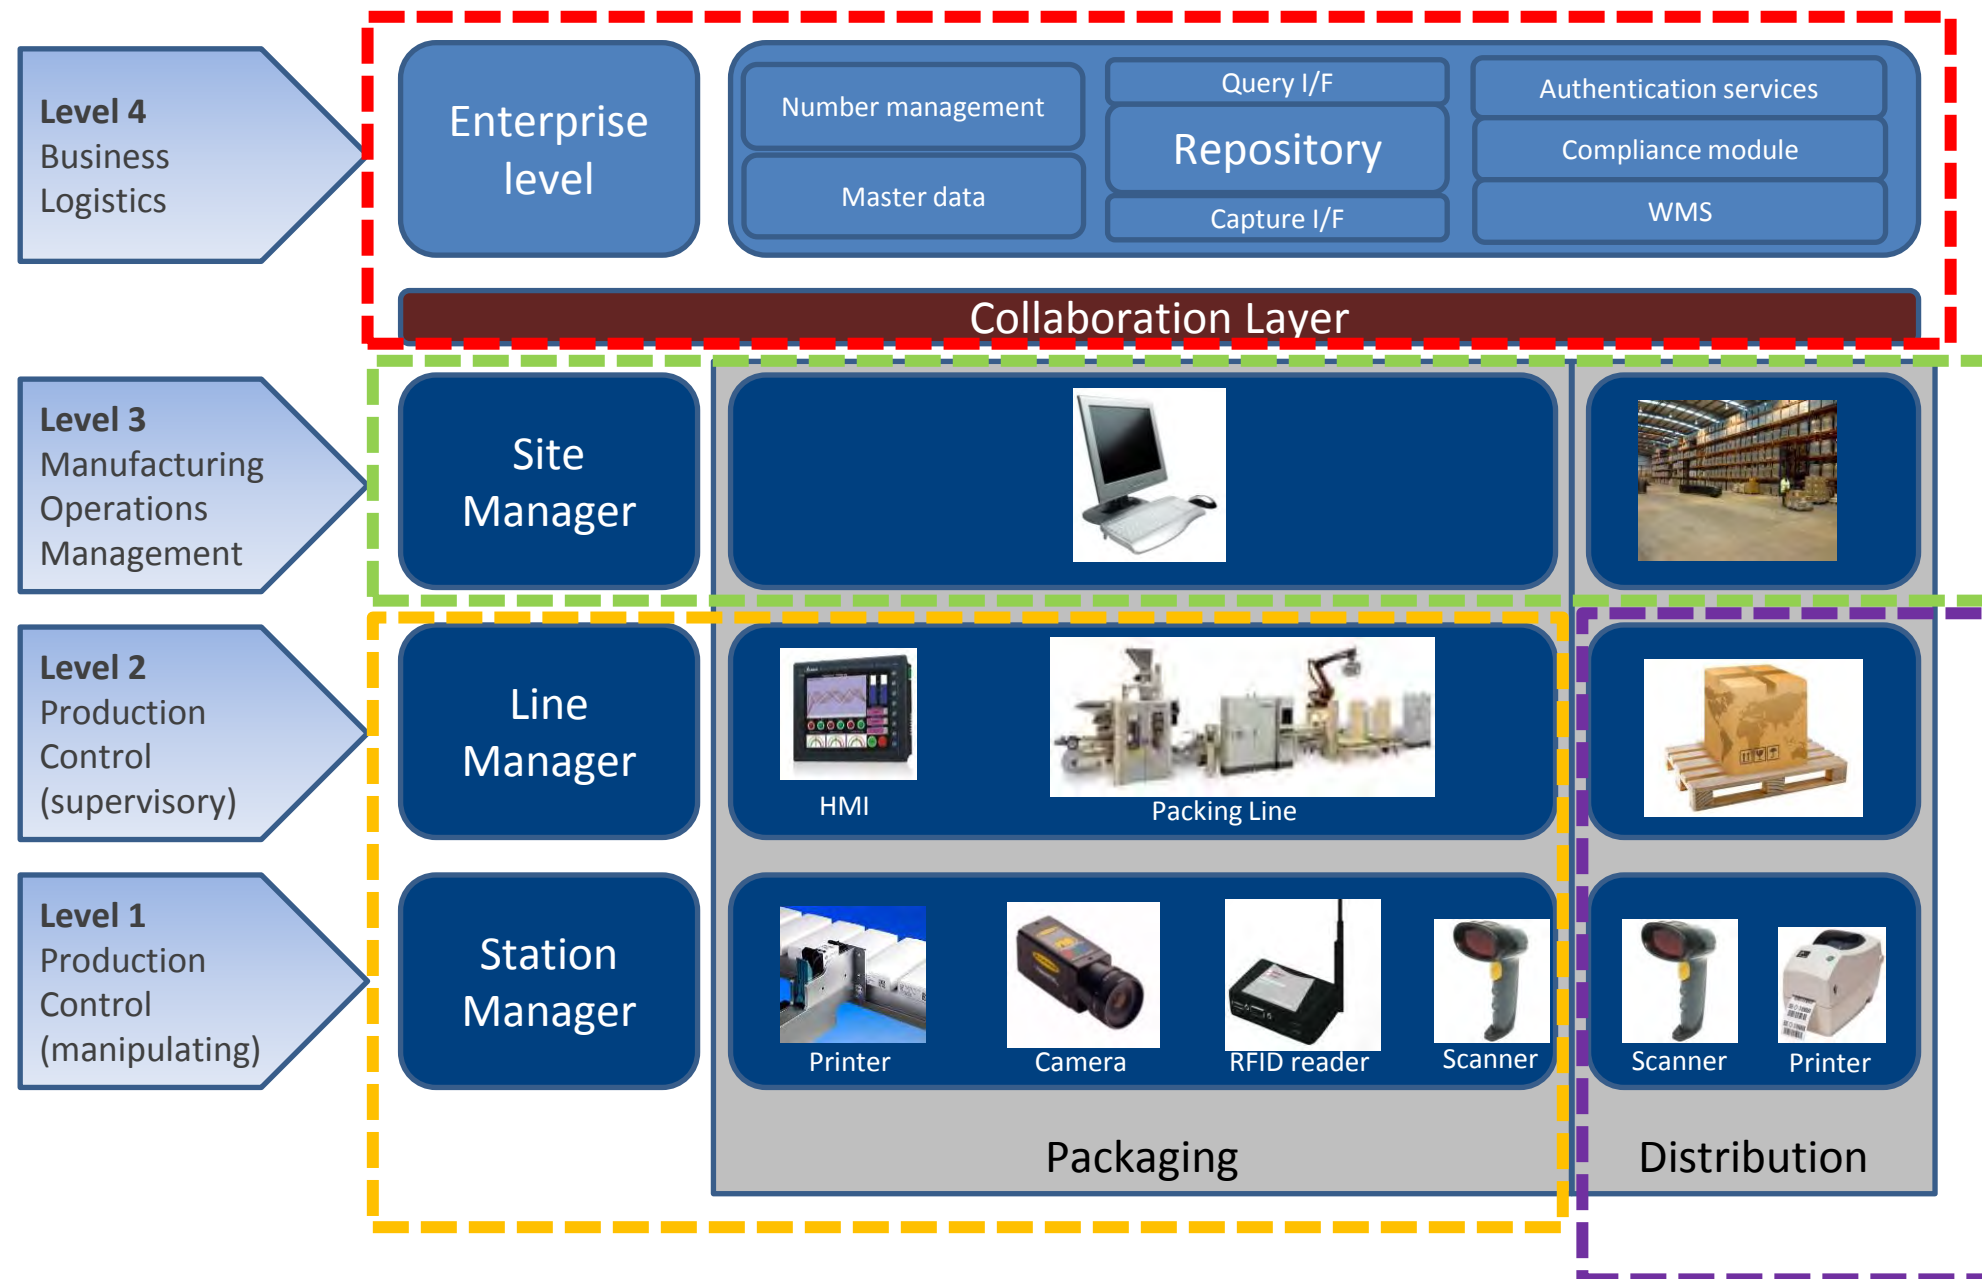 Level 4
Business
Logistics
Enterprise
level
Number management
Master data
Query I/F
Repository
Capture I/F
Authentication services
Compliance module
WMS
Collaboration Layer
Level 3
Manufacturing
Operations
Management
Site
Manager
Level 2
Production
Control
(supervisory)
Line
Manager
HMI
Packing Line
Level 1
Production
Control
(manipulating)
Station
Manager
Printer
Camera
RFID reader
Scanner
Scanner
Printer
Packaging
Distribution